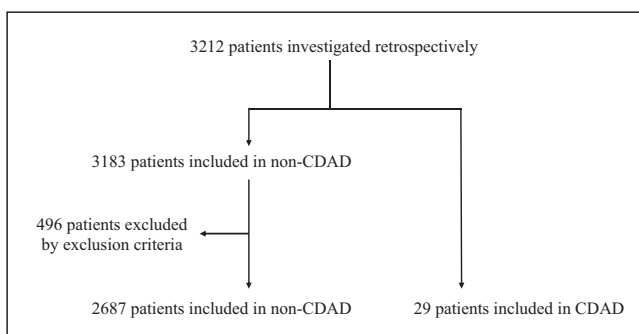 3212 patients investigated retrospectively
3183 patients included in non-CDAD
496 patients excluded
by exclusion criteria
2687 patients included in non-CDAD
29 patients included in CDAD